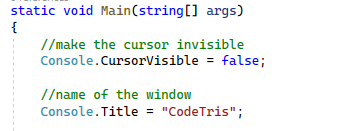 static void Main(string[] args)
{
//make the cursor invisible
Console.CursorVisible = false;
//name of the window
Console.Title = "CodeTris";